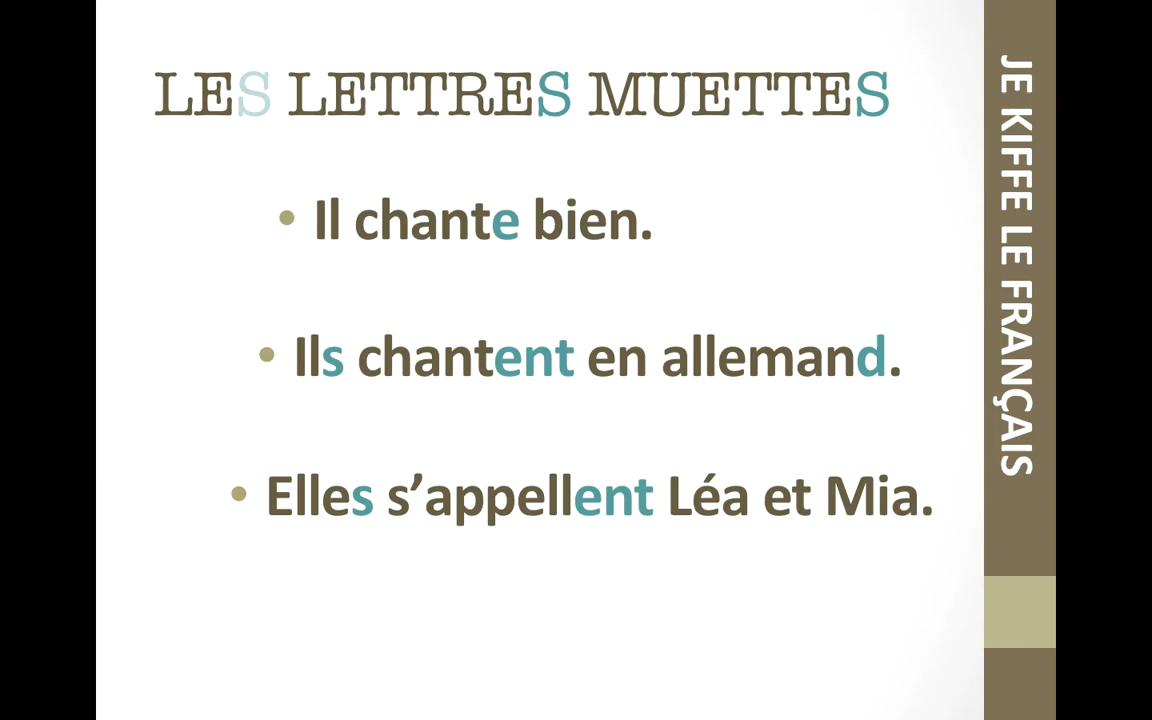 LES LETTRES MUETTES
• Il chante bien.
• Ils chantent en allemand.
• Elles s’appellent Léa et Mia.
JE KIFFE LE FRANÇAIS